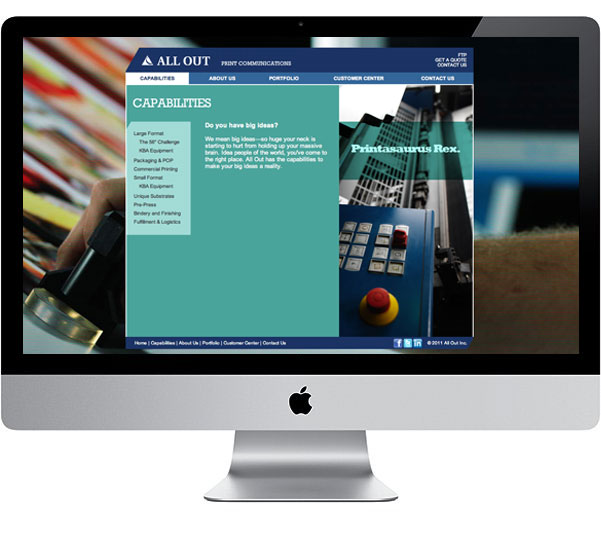 ALL OUT PRINT COMMUNICATIONS
FTP
GET A QUOTE
CONTACT US
CAPABILITIES ABOUT US PORTFOLIO CUSTOMER CENTER CONTACT US
CAPABILITIES
Large Format
The 56" Challenge
KBA Equipment
Packaging & POP
Commercial Printing
Small Format
KBA Equipment
Unique Substrates
Pre-Press
Bindery and Finishing
Fulfillment & Logistics
Do you have big ideas?
We mean big ideas—so huge your neck is
starting to hurt from holding up your massive
brain. Idea people of the world, you've come to
the right place. All Out has the capabilities to
make your big ideas a reality.
Printasaurus Rex.
Home | Capabilities | About Us | Portfolio | Customer Center | Contact Us
f t in © 2011 All Out Inc.